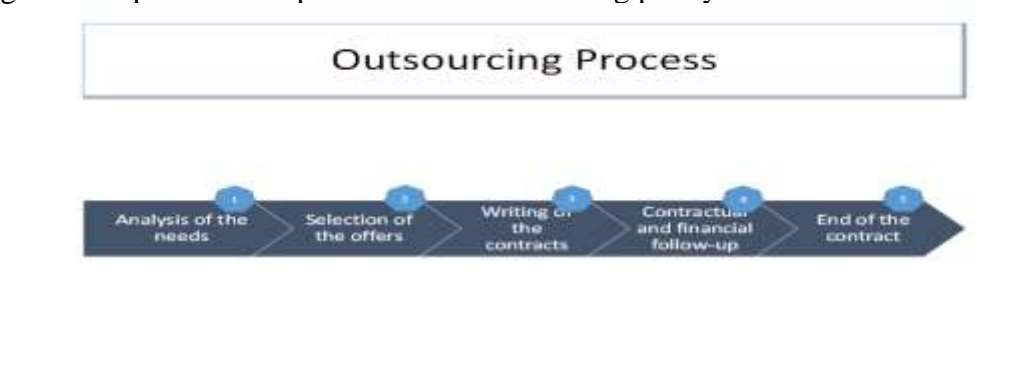 Outsourcing Process
1
Analysis of the
needs
Selection of
the offers
Writing of
the
contracts
Contractual
and financial
follow-up
End of the
contract